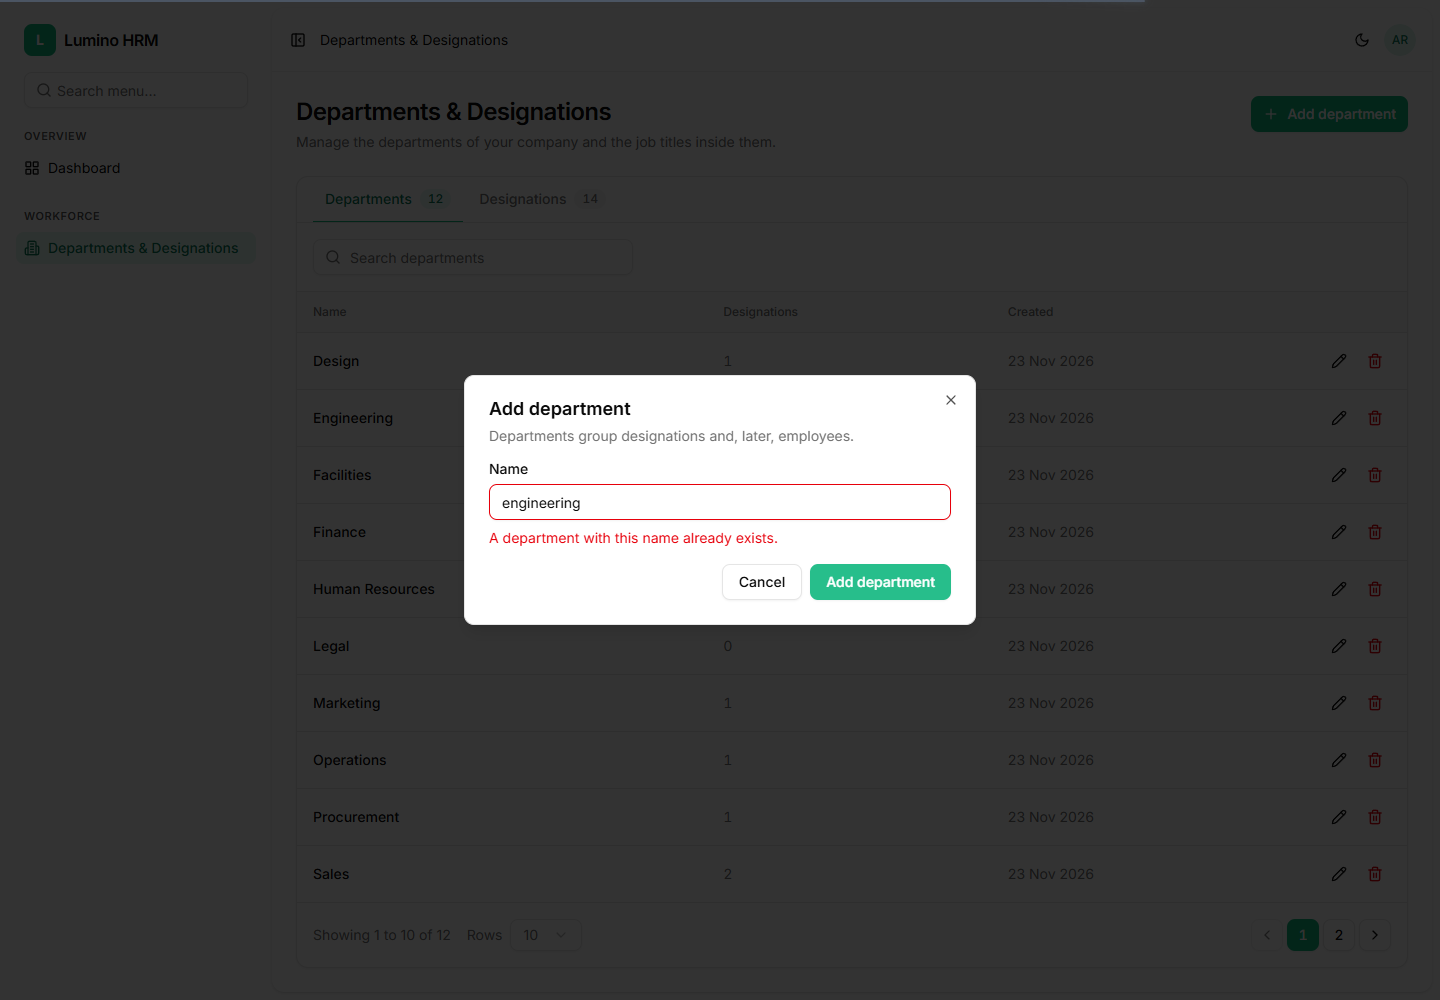 L Lumino HRM
Search menu...
OVERVIEW
Dashboard
WORKFORCE
Departments & Designations
Departments & Designations
AR
Departments & Designations
Manage the departments of your company and the job titles inside them.
Add department
Departments 12 Designations 14
Search departments
Name Designations Created
Design 1 23 Nov 2026
Engineering 23 Nov 2026
Facilities 23 Nov 2026
Finance 23 Nov 2026
Human Resources 23 Nov 2026
Legal 0 23 Nov 2026
Marketing 1 23 Nov 2026
Operations 1 23 Nov 2026
Procurement 1 23 Nov 2026
Sales 2 23 Nov 2026
Showing 1 to 10 of 12 Rows 10
1 2
Add department
Departments group designations and, later, employees.
Name
engineering
A department with this name already exists.
Cancel Add department